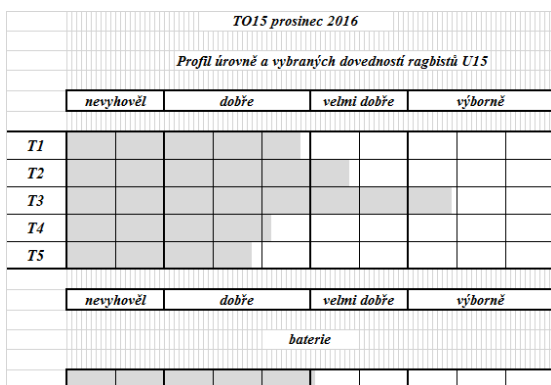 TO15 prosinec 2016
Profil úrovně a vybraných dovedností ragbistů U15
nevyhověl dobře velmi dobře výborně
T1
T2
T3
T4
T5
nevyhověl dobře velmi dobře výborně
baterie